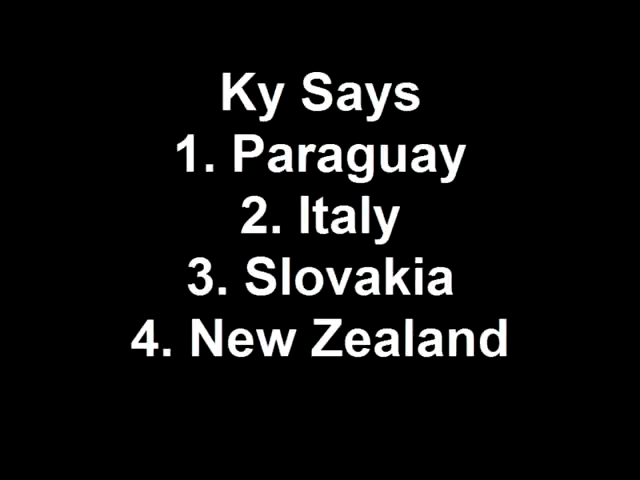 Ky Says
1. Paraguay
2. Italy
3. Slovakia
4. New Zealand